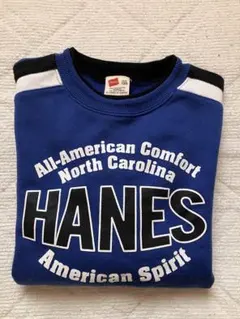 All-American Comfort
North Carolina
HANES
American Spirit